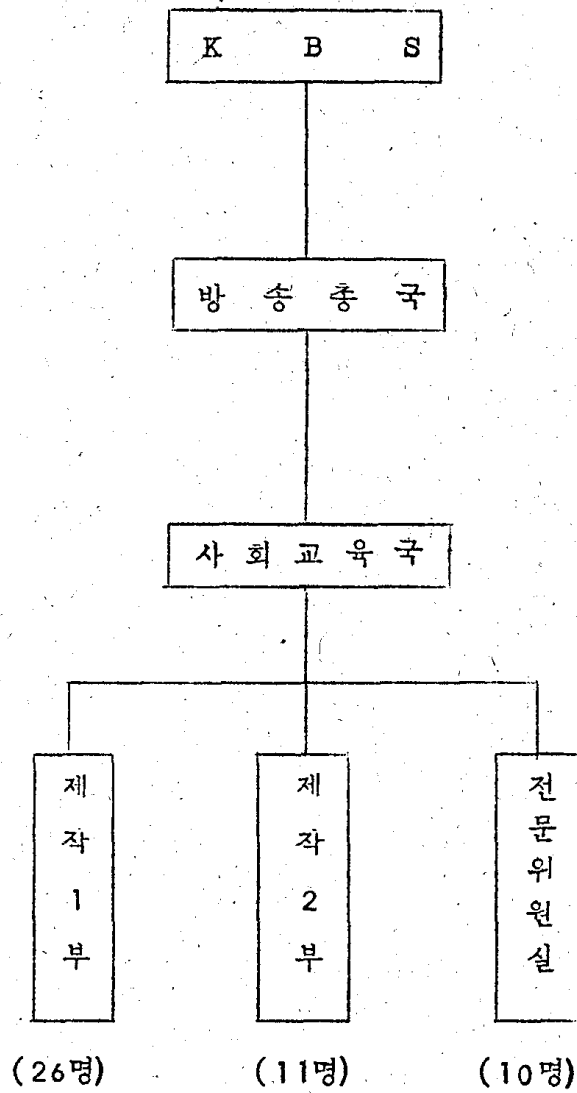 K B S
방 송 총 국
사 회 교 육 국
제작1부
제작2부
전문위원실
(26명)
(11명)
(10명)